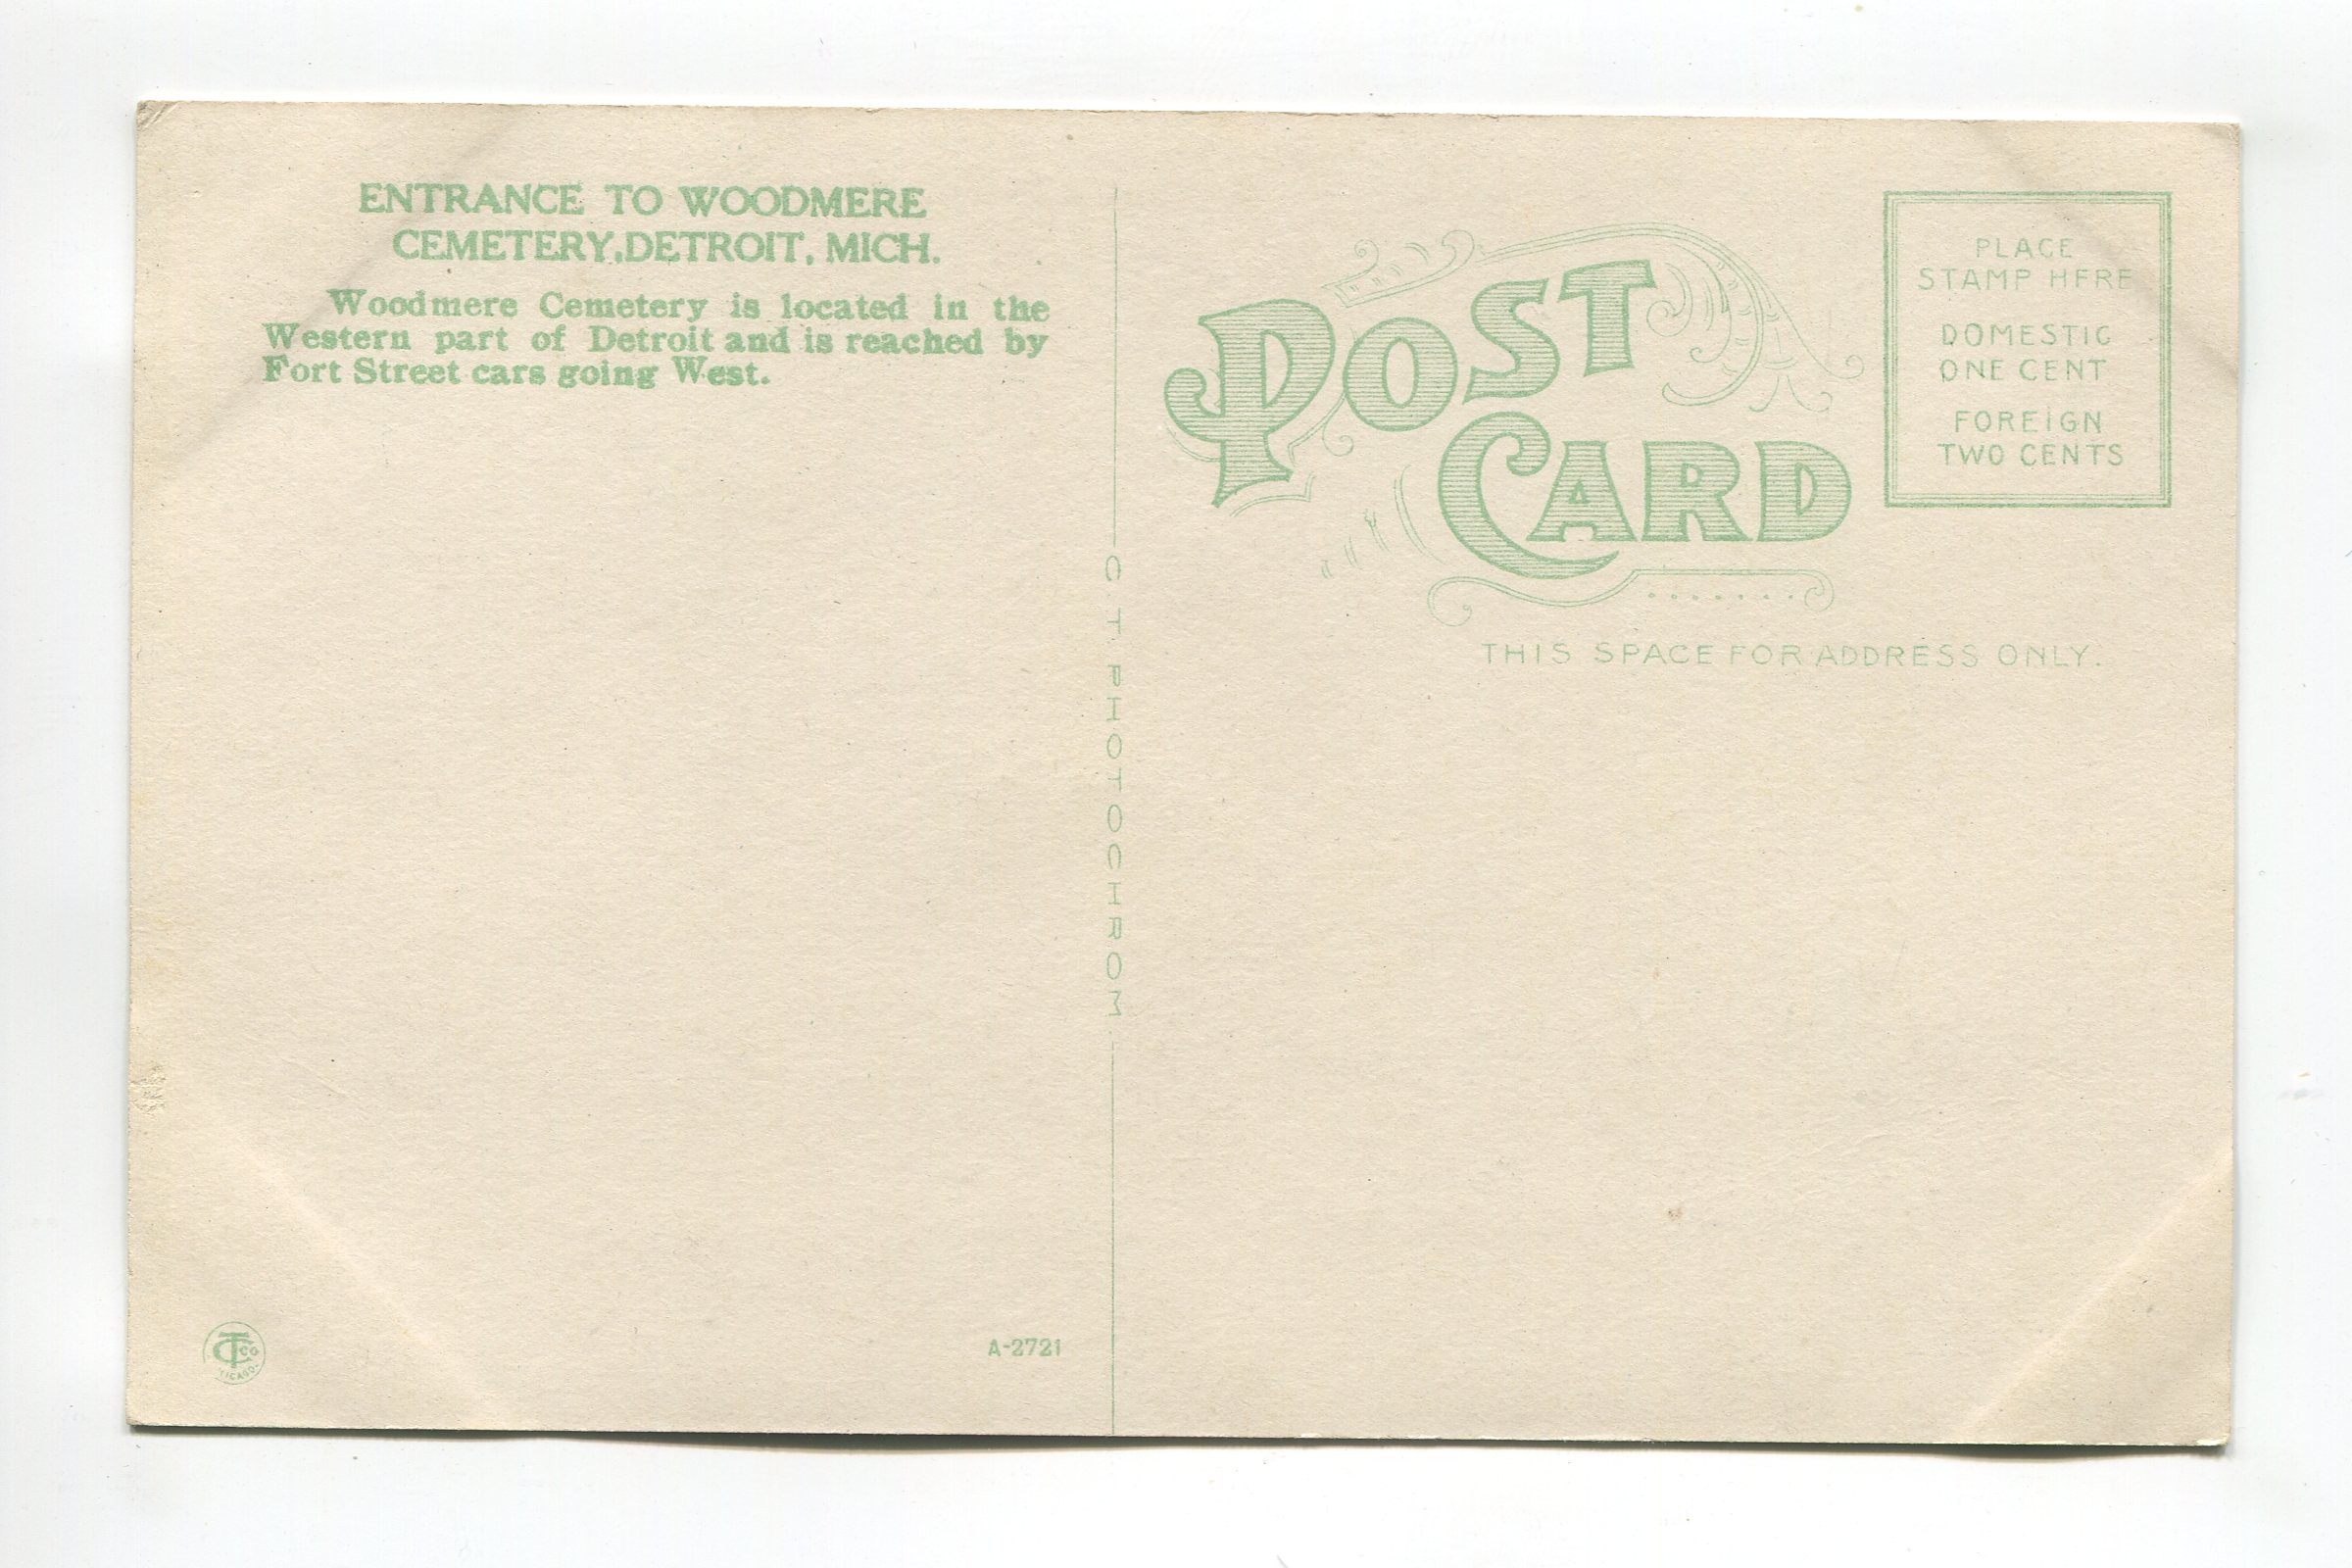 ENTRANCE TO WOODMERE
CEMETERY, DETROIT, MICH.
Woodmere Cemetery is located in the
Western part of Detroit and is reached by
Fort Street cars going West.
C. T. PHOTOCHROM
POST
CARD
PLACE
STAMP HERE
DOMESTIC
ONE CENT
FOREIGN
TWO CENTS
THIS SPACE FOR ADDRESS ONLY.
CT CO
A-2721